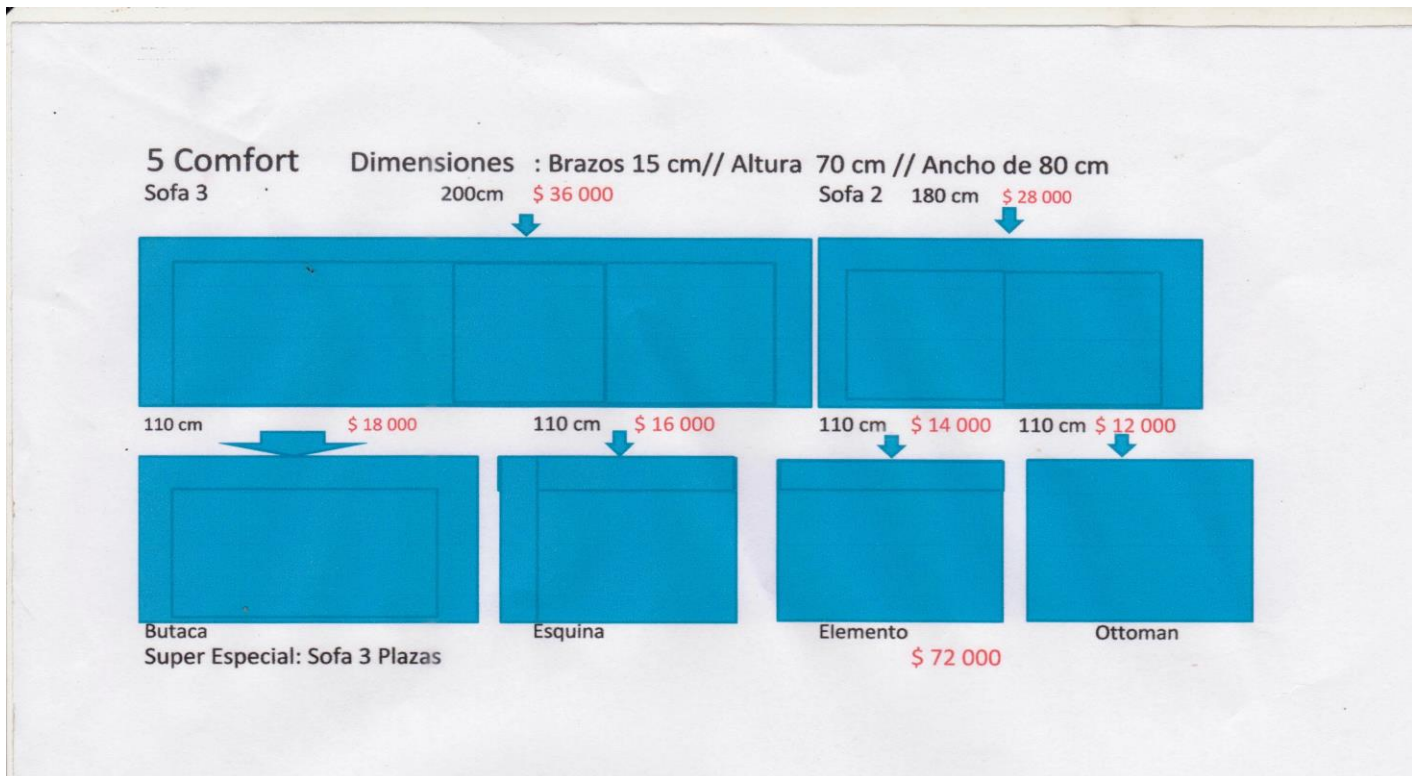 5 Comfort Dimensiones : Brazos 15 cm// Altura 70 cm // Ancho de 80 cm
Sofa 3 200cm $ 36 000 Sofa 2 180 cm $ 28 000
110 cm $ 18 000 110 cm $ 16 000 110 cm $ 14 000 110 cm $ 12 000
Butaca Esquina Elemento Ottoman
Super Especial: Sofa 3 Plazas $ 72 000